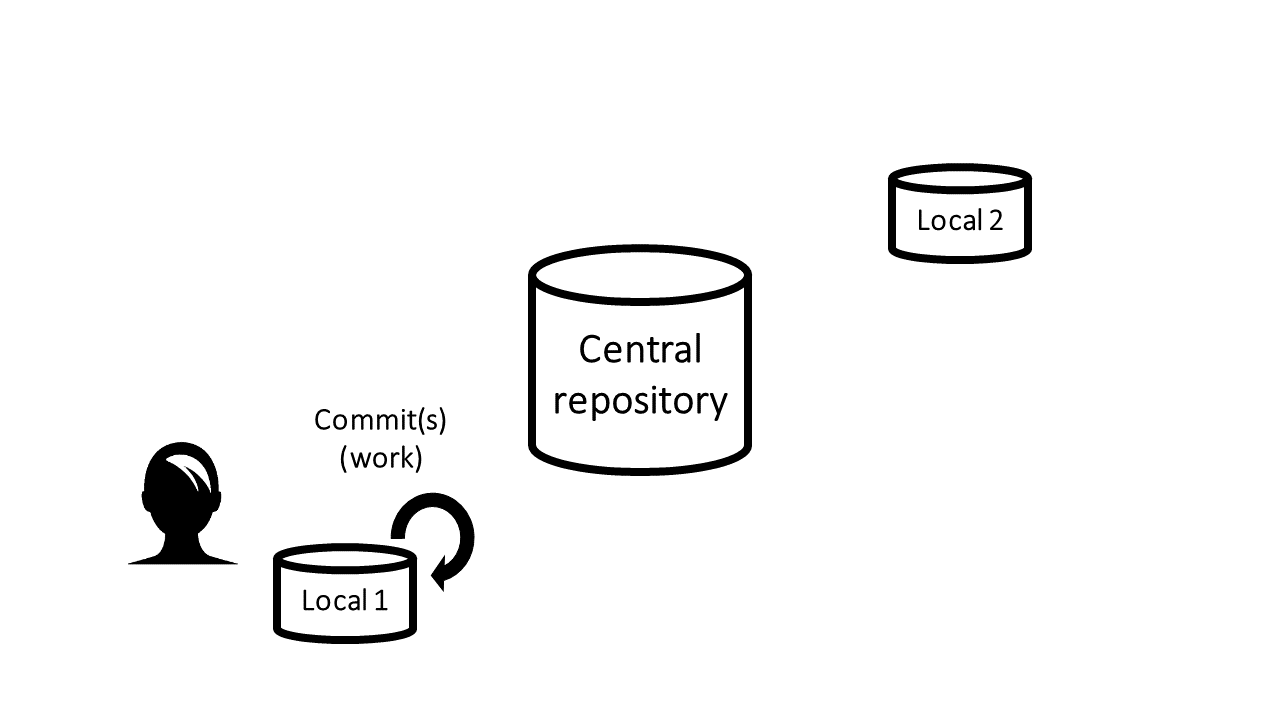 Local 2
Central
repository
Commit(s)
(work)
Local 1